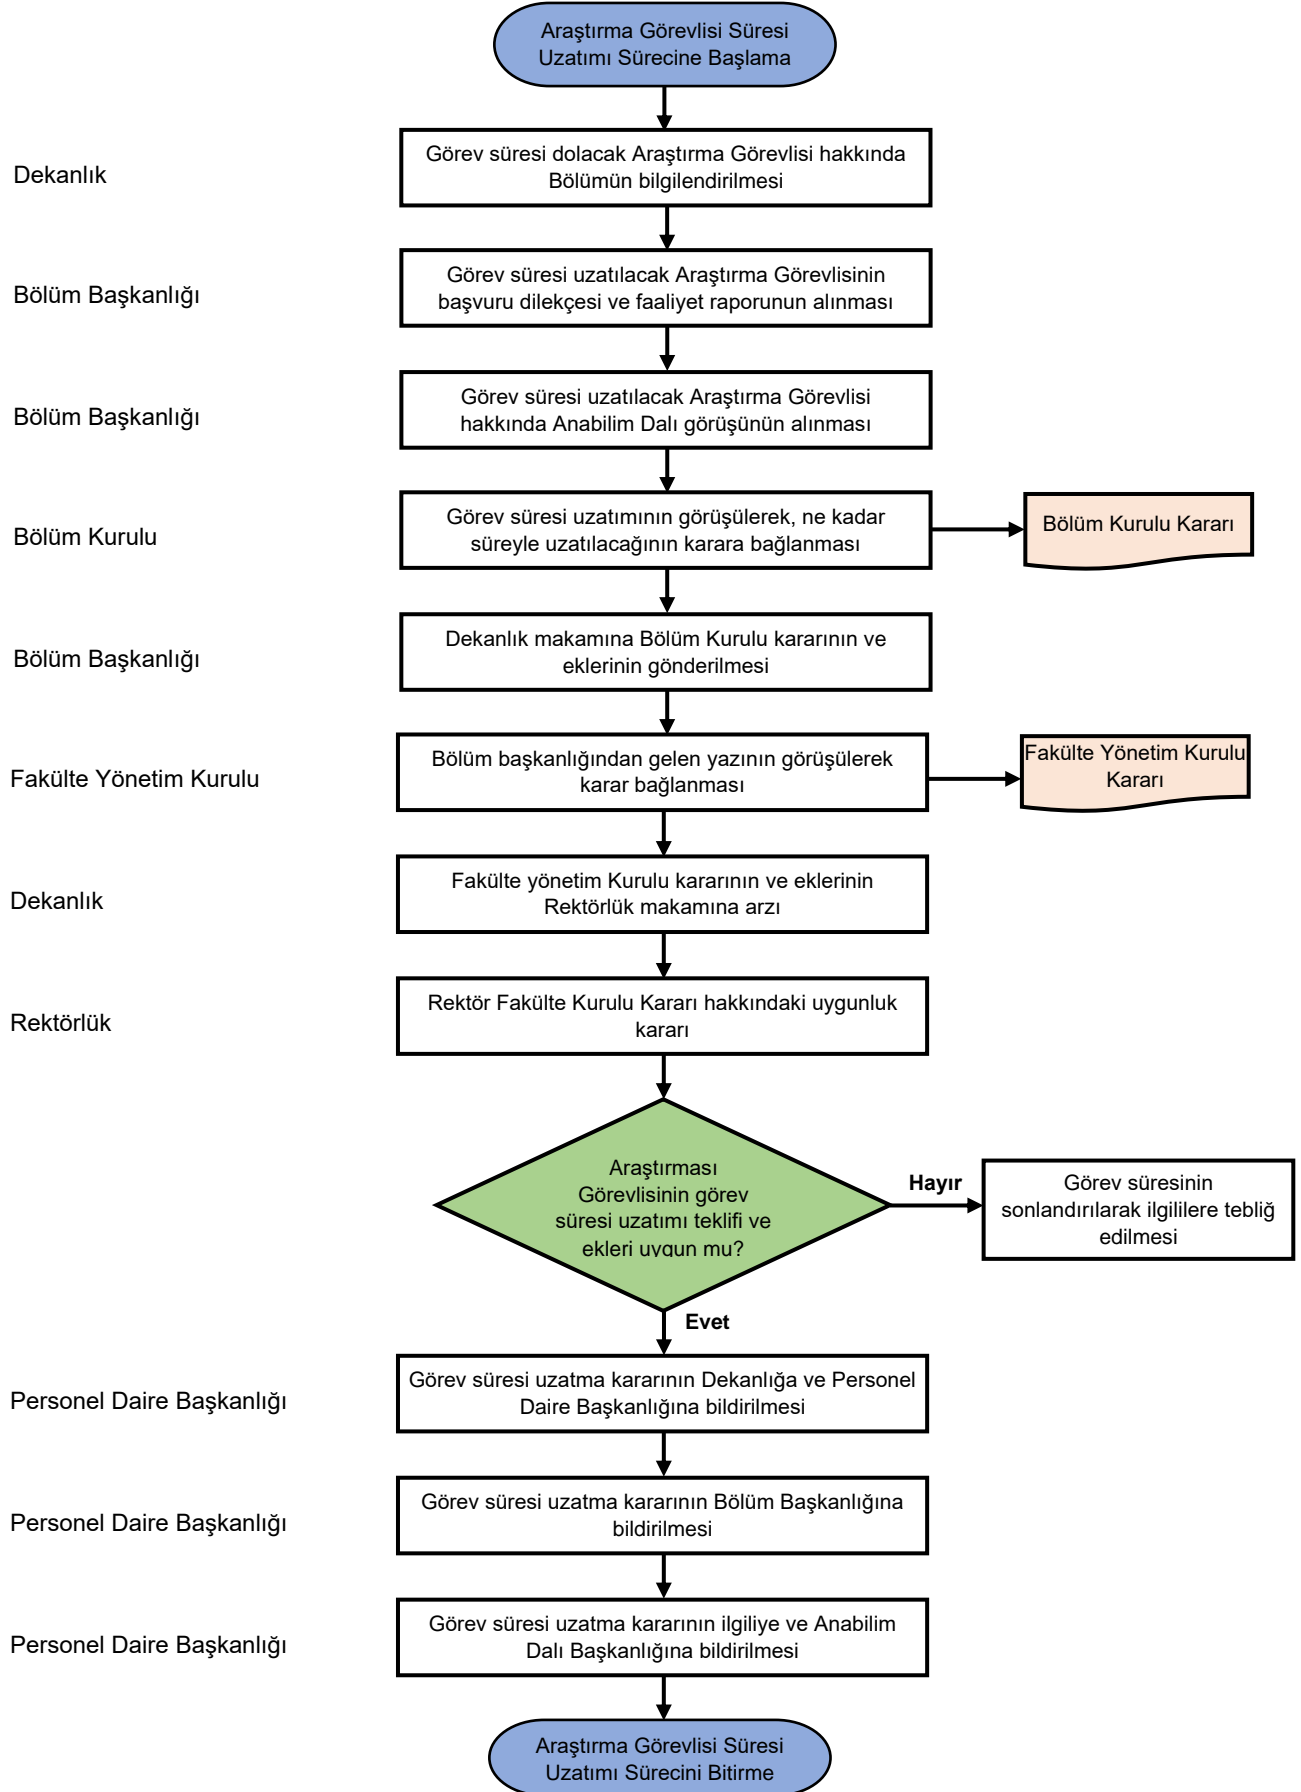 Araştırma Görevlisi Süresi
Uzatımı Sürecine Başlama
Dekanlık
Görev süresi dolacak Araştırma Görevlisi hakkında
Bölümün bilgilendirilmesi
Bölüm Başkanlığı
Görev süresi uzatılacak Araştırma Görevlisinin
başvuru dilekçesi ve faaliyet raporunun alınması
Bölüm Başkanlığı
Görev süresi uzatılacak Araştırma Görevlisi
hakkında Anabilim Dalı görüşünün alınması
Bölüm Kurulu
Görev süresi uzatımının görüşülerek, ne kadar
süreyle uzatılacağının karara bağlanması
Bölüm Kurulu Kararı
Bölüm Başkanlığı
Dekanlık makamına Bölüm Kurulu kararının ve
eklerinin gönderilmesi
Fakülte Yönetim Kurulu
Bölüm başkanlığından gelen yazının görüşülerek
karar bağlanması
Fakülte Yönetim Kurulu
Kararı
Dekanlık
Fakülte yönetim Kurulu kararının ve eklerinin
Rektörlük makamına arzı
Rektörlük
Rektör Fakülte Kurulu Kararı hakkındaki uygunluk
kararı
Araştırması
Görevlisinin görev
süresi uzatımı teklifi ve
ekleri uygun mu?
Hayır
Görev süresinin
sonlandırılarak ilgililere tebliğ
edilmesi
Evet
Personel Daire Başkanlığı
Görev süresi uzatma kararının Dekanlığa ve Personel
Daire Başkanlığına bildirilmesi
Personel Daire Başkanlığı
Görev süresi uzatma kararının Bölüm Başkanlığına
bildirilmesi
Personel Daire Başkanlığı
Görev süresi uzatma kararının ilgiliye ve Anabilim
Dalı Başkanlığına bildirilmesi
Araştırma Görevlisi Süresi
Uzatımı Sürecini Bitirme